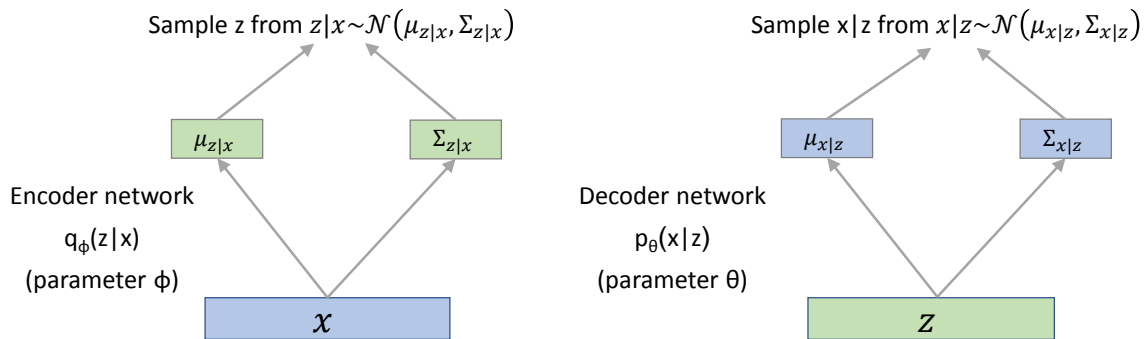 Sample z from z|x~𝒩(μ_{z|x}, Σ_{z|x})
μ_{z|x}
Σ_{z|x}
Encoder network
q_ϕ(z|x)
(parameter ϕ)
x
Sample x|z from x|z~𝒩(μ_{x|z}, Σ_{x|z})
μ_{x|z}
Σ_{x|z}
Decoder network
p_θ(x|z)
(parameter θ)
z